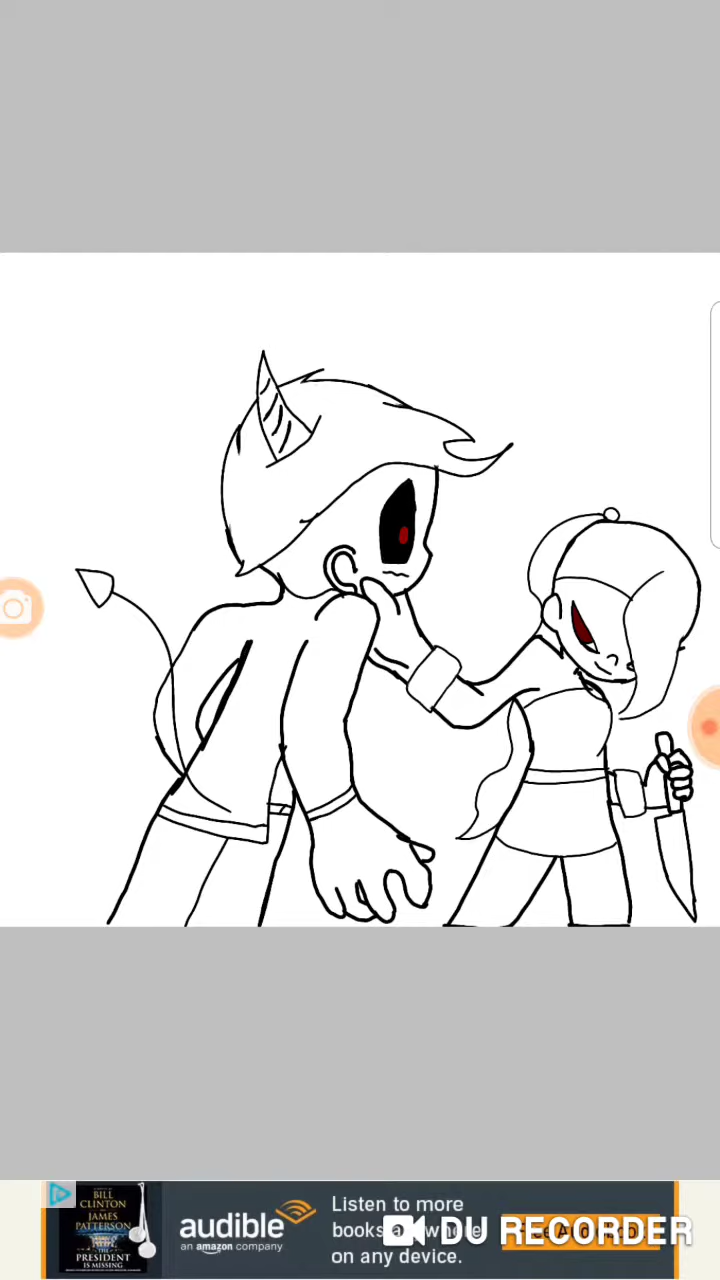 BILL
CLINTON
AND
JAMES
PATTERSON
THE
PRESIDENT
IS MISSING
audible
an amazon company
Listen to more
books
on any device.
DU RECORDER